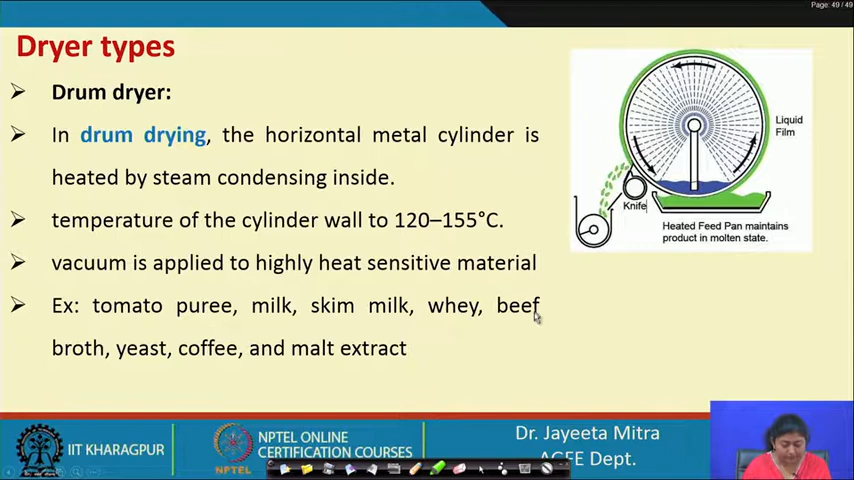 Page: 49 / 49
Dryer types
Drum dryer:
In drum drying, the horizontal metal cylinder is
heated by steam condensing inside.
temperature of the cylinder wall to 120–155°C.
vacuum is applied to highly heat sensitive material
Ex: tomato puree, milk, skim milk, whey, beef
broth, yeast, coffee, and malt extract
Liquid
Film
Knife
Heated Feed Pan maintains
product in molten state.
IIT KHARAGPUR
NPTEL
NPTEL ONLINE
CERTIFICATION COURSES
Dr. Jayeeta Mitra
AGFE Dept.